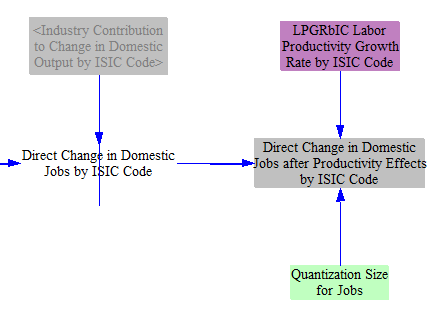 <Industry Contribution
to Change in Domestic
Output by ISIC Code>
LPGRbIC Labor
Productivity Growth
Rate by ISIC Code
Direct Change in Domestic
Jobs by ISIC Code
Direct Change in Domestic
Jobs after Productivity Effects
by ISIC Code
Quantization Size
for Jobs